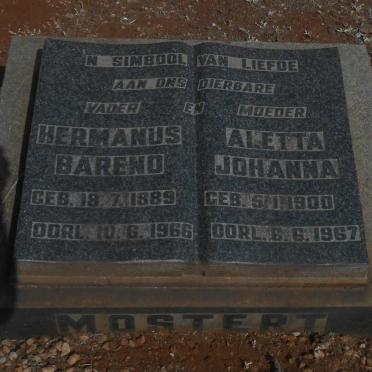 'N SIMBOOL VAN LIEFDE
AAN ONS DIERBARE
VADER EN MOEDER
HERMANUS
BAREND
GEB. 18.7.1889
OORL. 10.6.1966
ALETTA
JOHANNA
GEB. 5.1.1900
OORL. 6.6.1967
MOSTERT